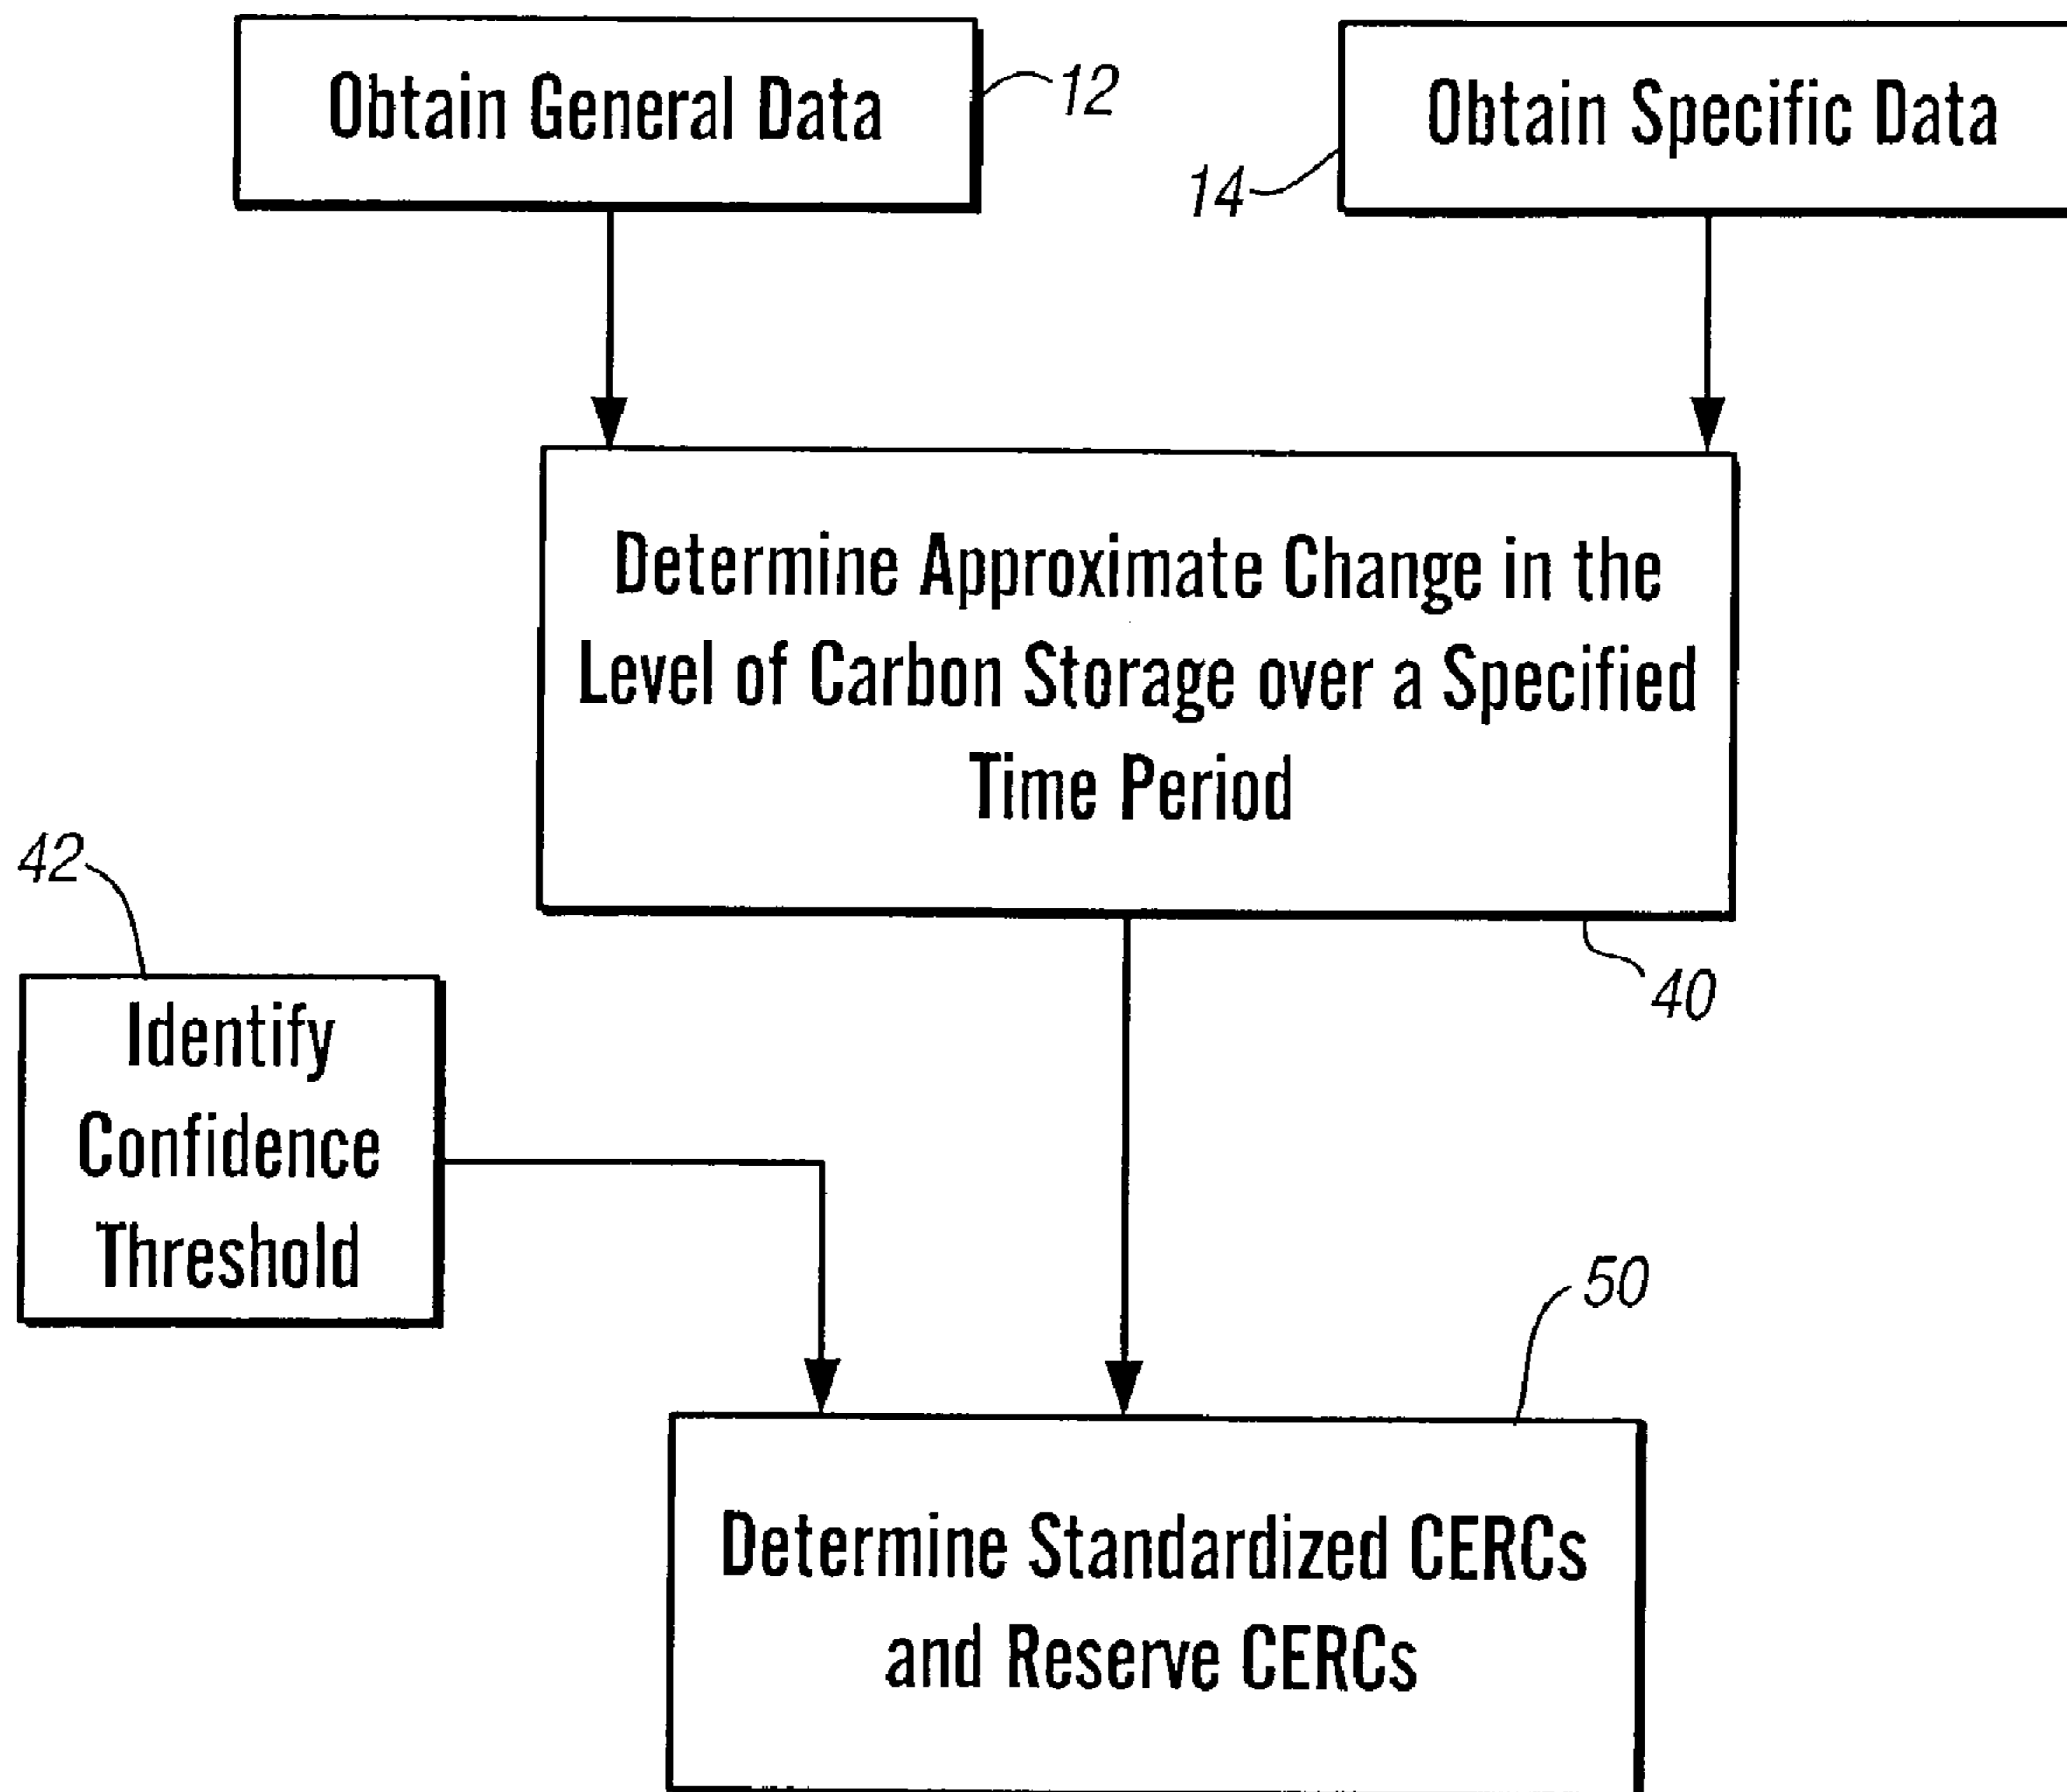 Obtain General Data
12
Obtain Specific Data
14
Determine Approximate Change in the
Level of Carbon Storage over a Specified
Time Period
40
42
Identify
Confidence
Threshold
50
Determine Standardized CERCs
and Reserve CERCs